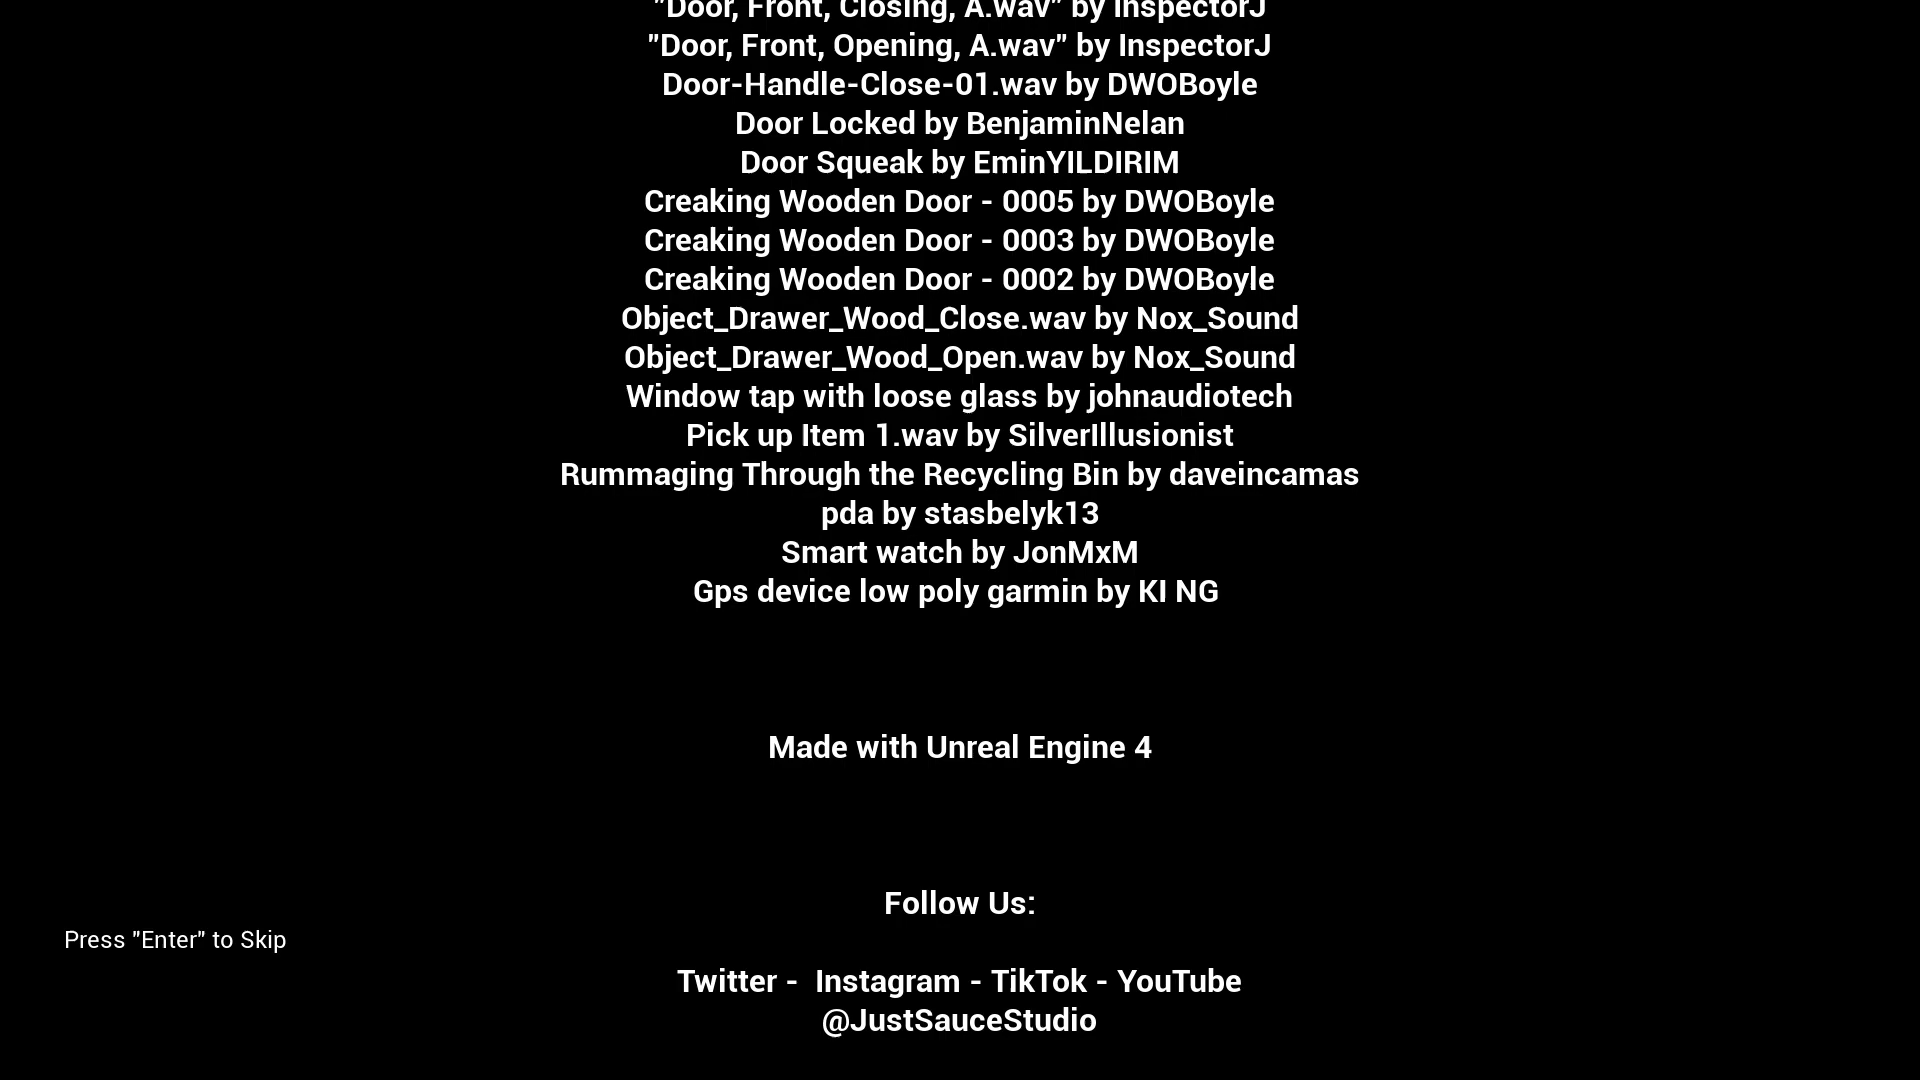 "Door, Front, Closing, A.wav" by InspectorJ
"Door, Front, Opening, A.wav" by InspectorJ
Door-Handle-Close-01.wav by DWOBoyle
Door Locked by BenjaminNelan
Door Squeak by EminYILDIRIM
Creaking Wooden Door - 0005 by DWOBoyle
Creaking Wooden Door - 0003 by DWOBoyle
Creaking Wooden Door - 0002 by DWOBoyle
Object_Drawer_Wood_Close.wav by Nox_Sound
Object_Drawer_Wood_Open.wav by Nox_Sound
Window tap with loose glass by johnaudiotech
Pick up Item 1.wav by SilverIllusionist
Rummaging Through the Recycling Bin by daveincamas
pda by stasbelyk13
Smart watch by JonMxM
Gps device low poly garmin by KI NG
Made with Unreal Engine 4
Follow Us:
Press "Enter" to Skip
Twitter -  Instagram - TikTok - YouTube
@JustSauceStudio